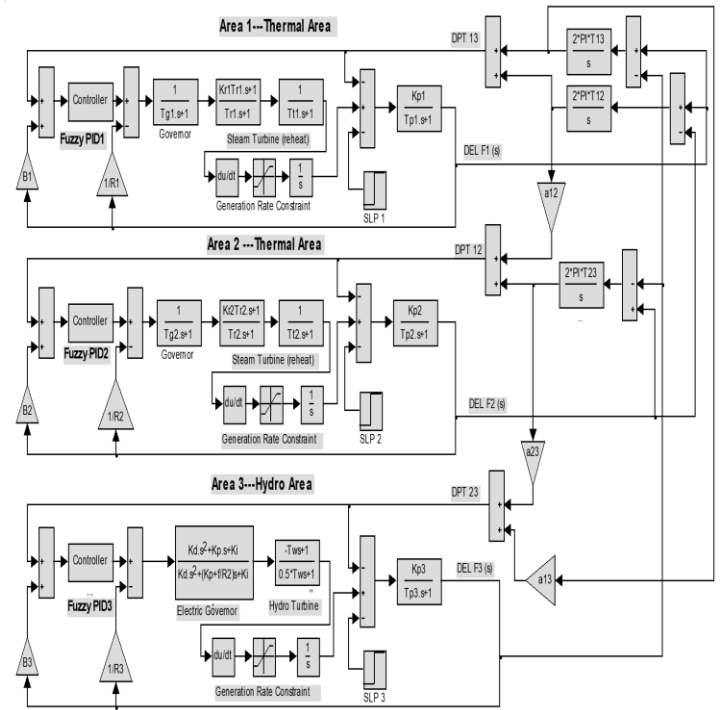 Area 1---Thermal Area
DPT 13
2*PI*T13
s
2*PI*T12
s
Controller
Fuzzy PID1
1
Tg1.s+1
Governor
Kr1Tr1.s+1
Tr1.s+1
1
Tt1.s+1
Steam Turbine (reheat)
Kp1
Tp1.s+1
DEL F1 (s)
B1
1/R1
du/dt
1
s
Generation Rate Constraint
SLP 1
a12
Area 2 ---Thermal Area
DPT 12
2*PI*T23
s
Controller
Fuzzy PID2
1
Tg2.s+1
Governor
Kr2Tr2.s+1
Tr2.s+1
1
Tt2.s+1
Steam Turbine (reheat)
Kp2
Tp2.s+1
DEL F2 (s)
B2
1/R2
du/dt
1
s
Generation Rate Constraint
SLP 2
a23
Area 3---Hydro Area
DPT 23
Controller
Fuzzy PID3
Kd.s²+Kp.s+Ki
Kd.s²+(Kp+f/R2)s+Ki
Electric Governor
-Tws+1
0.5*Tws+1
Hydro Turbine
Kp3
Tp3.s+1
DEL F3 (s)
a13
B3
1/R3
du/dt
1
s
Generation Rate Constraint
SLP 3